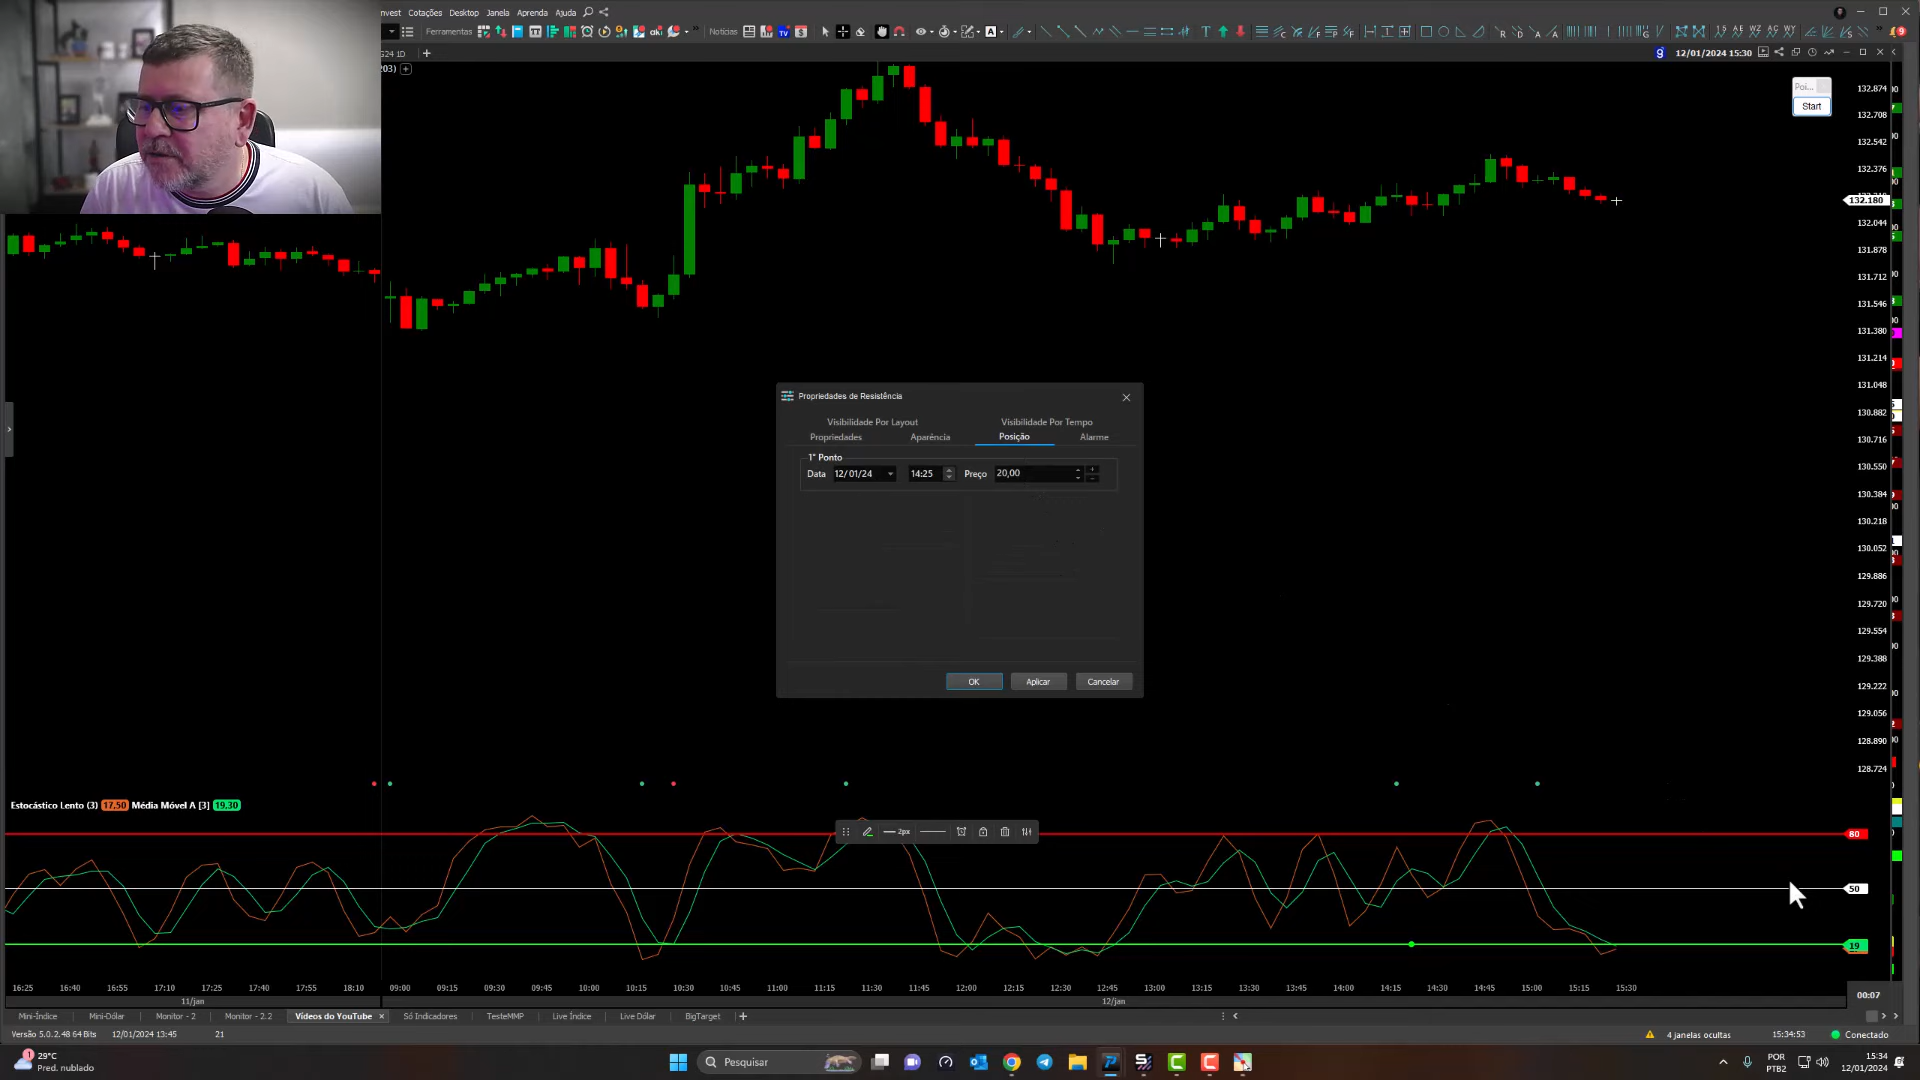 nvest Cotações Desktop Janela Aprenda Ajuda
Ferramentas Notícias
G24 1D
12/01/2024 15:30
203)
Poi...
Start
132.874
132.708
132.542
132.376
132.180
132.044
131.878
131.712
131.546
131.380
131.214
131.048
130.882
130.716
130.550
130.384
130.218
130.052
129.886
129.720
129.554
129.388
129.222
129.056
128.890
128.724
Propriedades de Resistência
Visibilidade Por Layout Visibilidade Por Tempo
Propriedades Aparência Posição Alarme
1° Ponto
Data 12/01/24 14:25 Preço 20,00
OK Aplicar Cancelar
Estocástico Lento (3) 17,50 Média Móvel A [3] 19,30
2px
80
50
19
16:25 16:40 16:55 17:10 17:25 17:40 17:55 18:10 09:00 09:15 09:30 09:45 10:00 10:15 10:30 10:45 11:00 11:15 11:30 11:45 12:00 12:15 12:30 12:45 13:00 13:15 13:30 13:45 14:00 14:15 14:30 14:45 15:00 15:15 15:30
00:07
11/jan 12/jan
Mini-Índice Mini-Dólar Monitor - 2 Monitor - 2.2 Vídeos do YouTube Só Indicadores TesteMMP Live Índice Live Dólar BigTarget
Versão 5.0.2.48 64 Bits 12/01/2024 13:45 21
4 janelas ocultas 15:34:53 Conectado
1 29°C
Pred. nublado
Pesquisar
POR
PTB2
15:34
12/01/2024